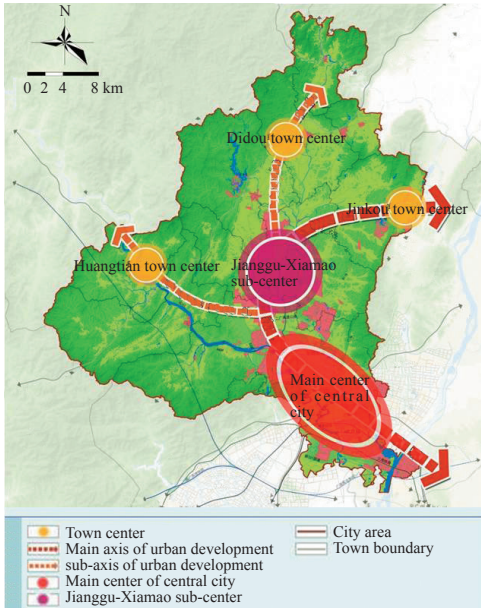 N
0 2 4 8 km
Didou town center
Jinkou town center
Huangtian town center
Jianggu-Xiamao
sub-center
Main center
of central
city
Town center
Main axis of urban development
sub-axis of urban development
Main center of central city
Jianggu-Xiamao sub-center
City area
Town boundary